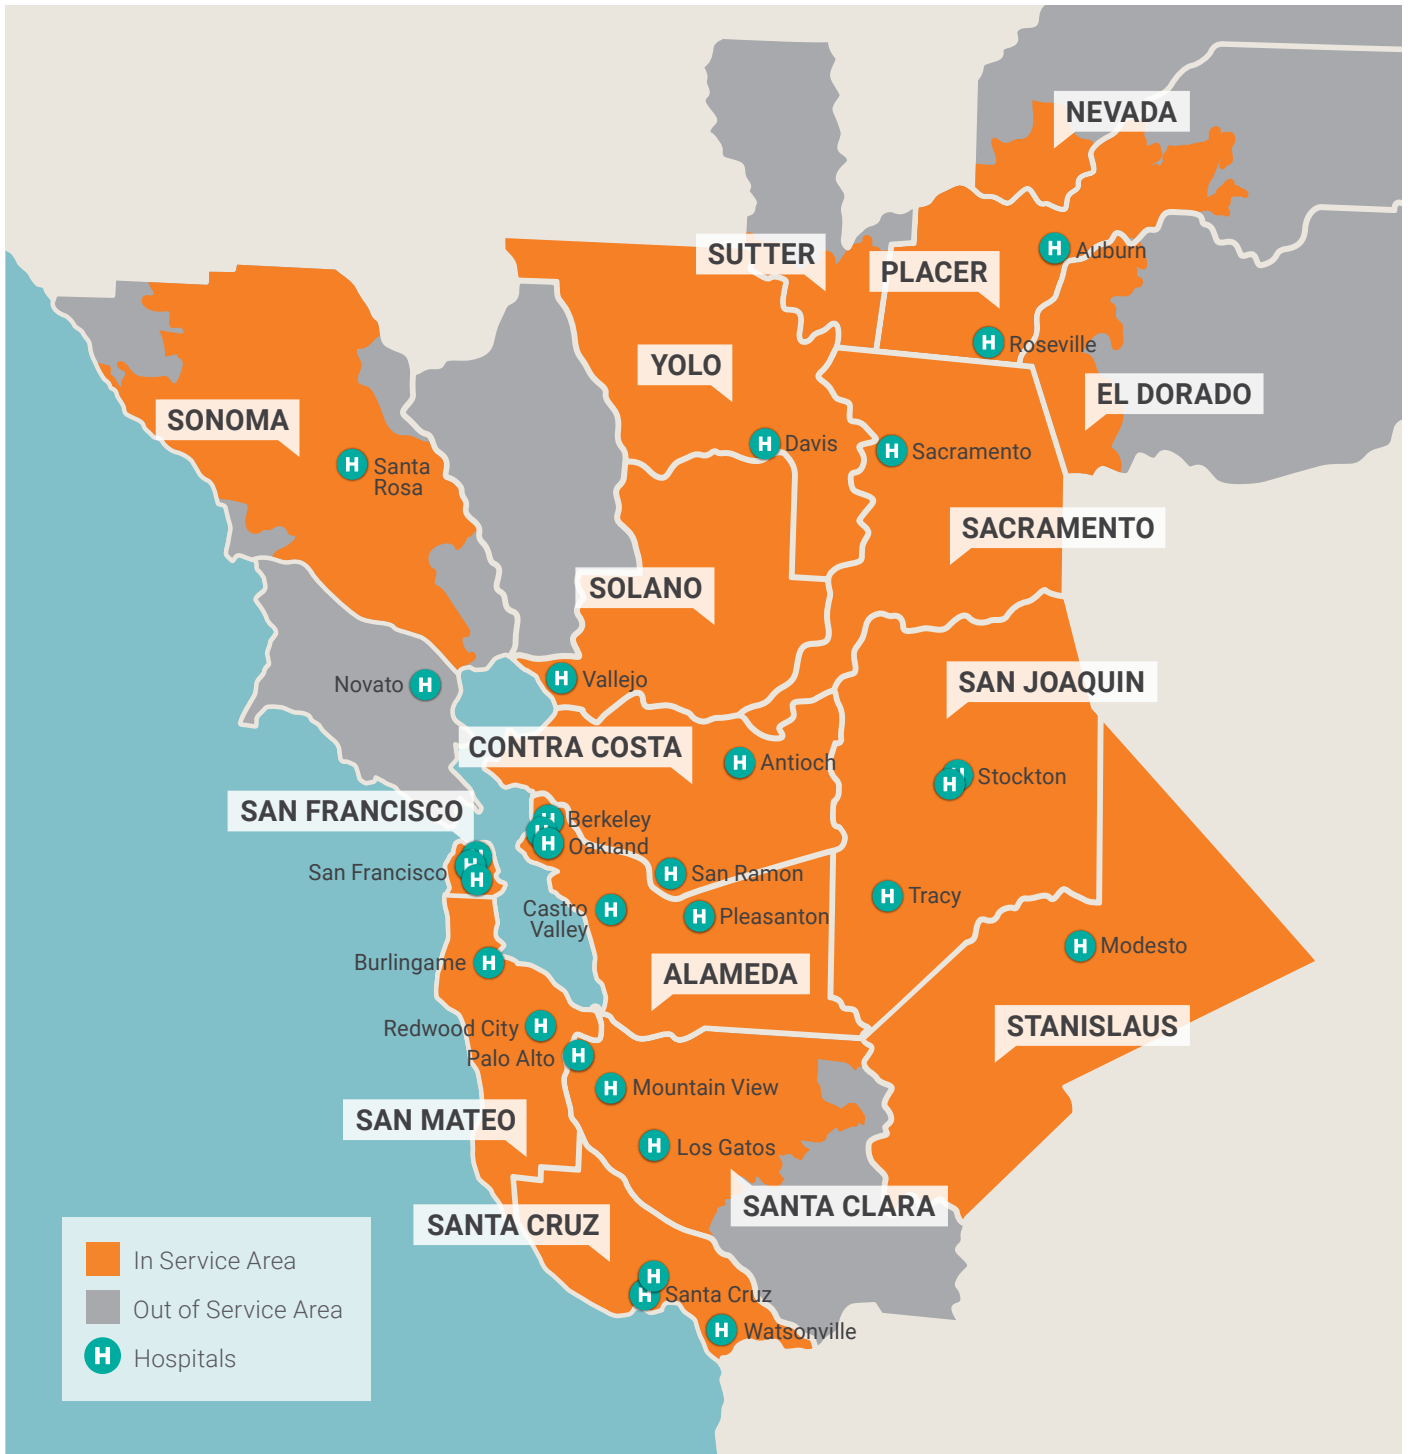 NEVADA
SUTTER
PLACER
H Auburn
H Roseville
YOLO
EL DORADO
SONOMA
H Davis
H Sacramento
H Santa
Rosa
SACRAMENTO
SOLANO
Novato H
H Vallejo
SAN JOAQUIN
CONTRA COSTA
H Antioch
H
H Stockton
SAN FRANCISCO
H Berkeley
H
H Oakland
H
San Francisco H
H
H San Ramon
H Tracy
Castro H
Valley
H Pleasanton
H Modesto
Burlingame H
ALAMEDA
Redwood City H
STANISLAUS
Palo Alto H
H Mountain View
SAN MATEO
H Los Gatos
SANTA CLARA
SANTA CRUZ
H
H Santa Cruz
H Watsonville
In Service Area
Out of Service Area
H Hospitals